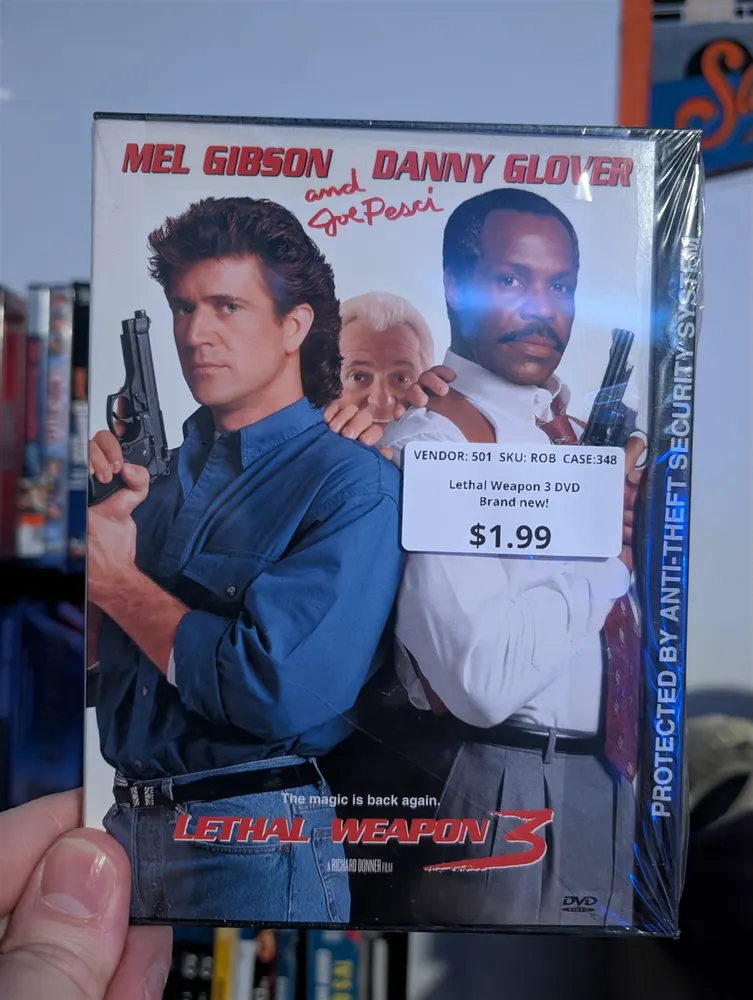 MEL GIBSON DANNY GLOVER
and
Joe Pesci
VENDOR: 501 SKU: ROB CASE:348
Lethal Weapon 3 DVD
Brand new!
$1.99
PROTECTED BY ANTI-THEFT SECURITY SYSTEM
The magic is back again.
LETHAL WEAPON 3
A RICHARD DONNER FILM
DVD
VIDEO